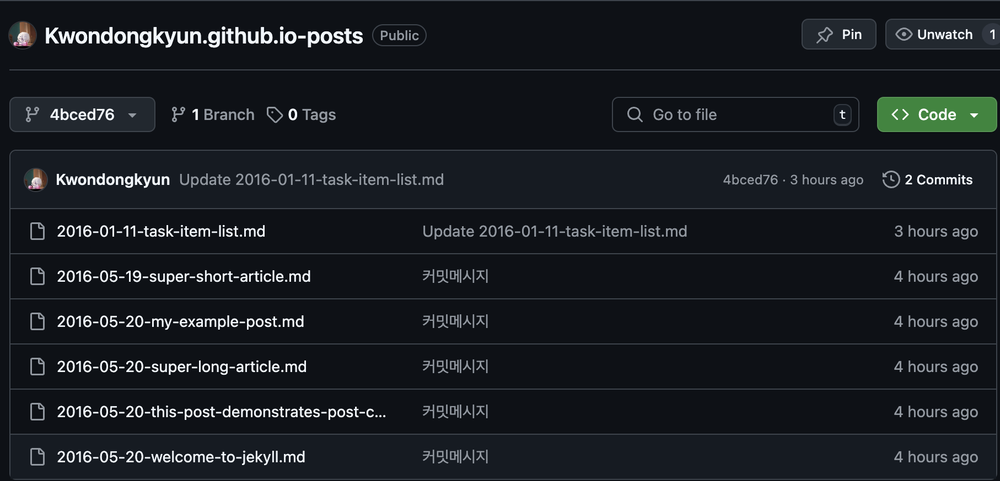 Kwondongkyun.github.io-posts Public Pin Unwatch 1
4bced76 1 Branch 0 Tags Go to file t Code
Kwondongkyun Update 2016-01-11-task-item-list.md 4bced76 · 3 hours ago 2 Commits
2016-01-11-task-item-list.md Update 2016-01-11-task-item-list.md 3 hours ago
2016-05-19-super-short-article.md 커밋메시지 4 hours ago
2016-05-20-my-example-post.md 커밋메시지 4 hours ago
2016-05-20-super-long-article.md 커밋메시지 4 hours ago
2016-05-20-this-post-demonstrates-post-c... 커밋메시지 4 hours ago
2016-05-20-welcome-to-jekyll.md 커밋메시지 4 hours ago